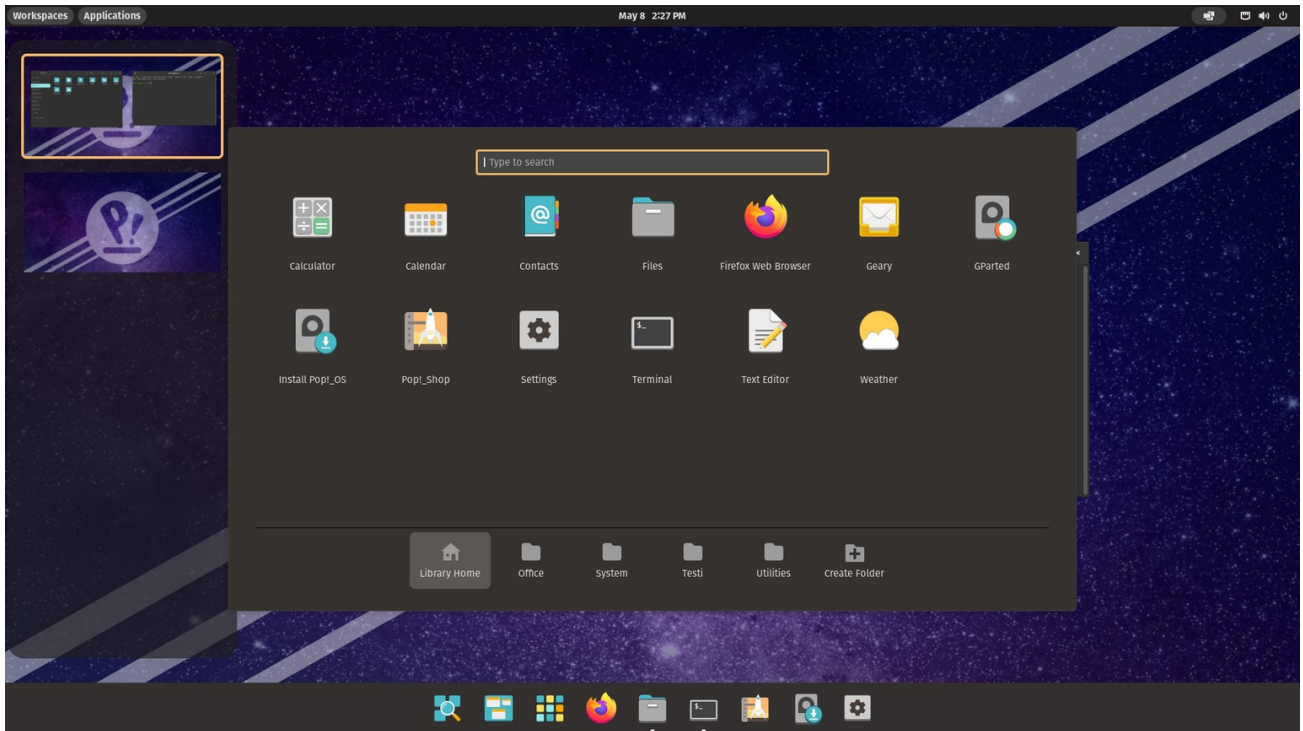 Workspaces Applications May 8 2:27 PM
Type to search
Calculator Calendar Contacts Files Firefox Web Browser Geary GParted
$_
Install Pop!_OS Pop!_Shop Settings Terminal Text Editor Weather
Library Home Office System Testi Utilities Create Folder
$_